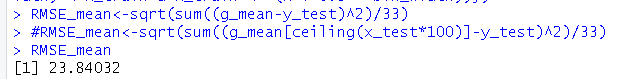 > RMSE_mean<-sqrt(sum((g_mean-y_test)^2)/33)
> #RMSE_mean<-sqrt(sum((g_mean[ceiling(x_test*100)]-y_test)^2)/33)
> RMSE_mean
[1] 23.84032